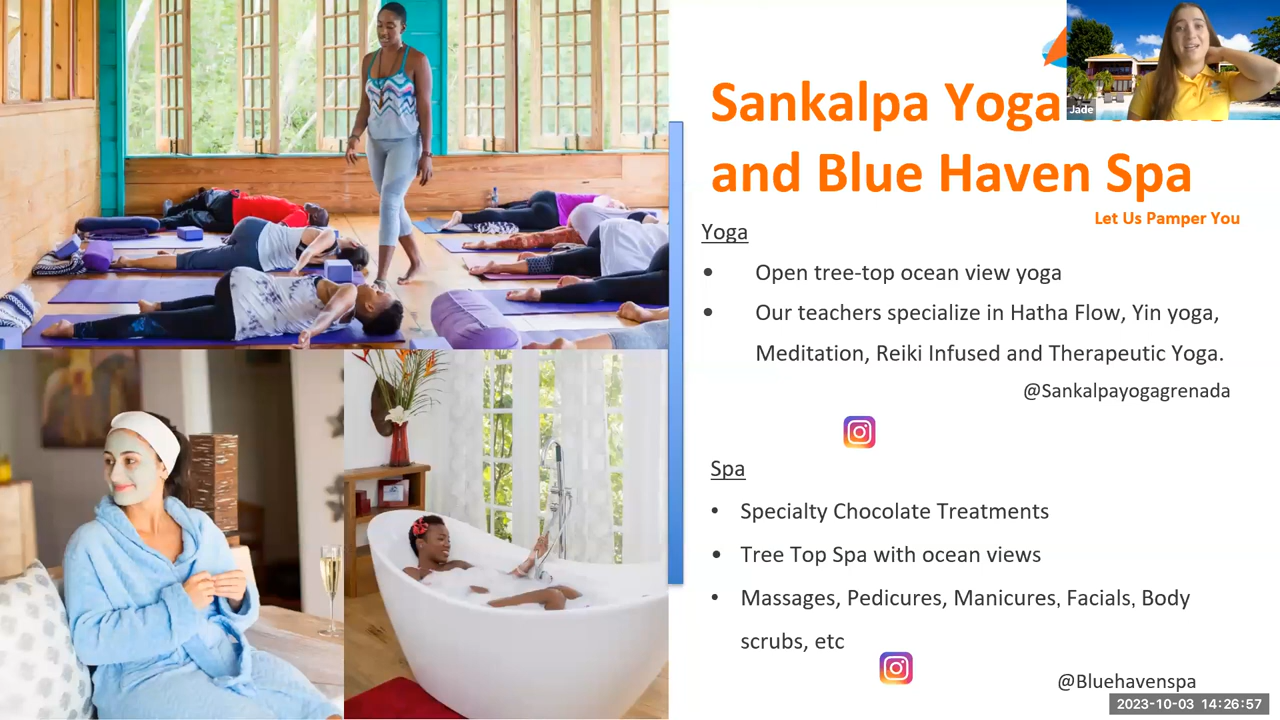 Sankalpa Yoga
and Blue Haven Spa
Jade
Let Us Pamper You
Yoga
• Open tree-top ocean view yoga
• Our teachers specialize in Hatha Flow, Yin yoga,
Meditation, Reiki Infused and Therapeutic Yoga.
@Sankalpayogagrenada
Spa
• Specialty Chocolate Treatments
• Tree Top Spa with ocean views
• Massages, Pedicures, Manicures, Facials, Body
scrubs, etc
@Bluehavenspa
2023-10-03 14:26:57